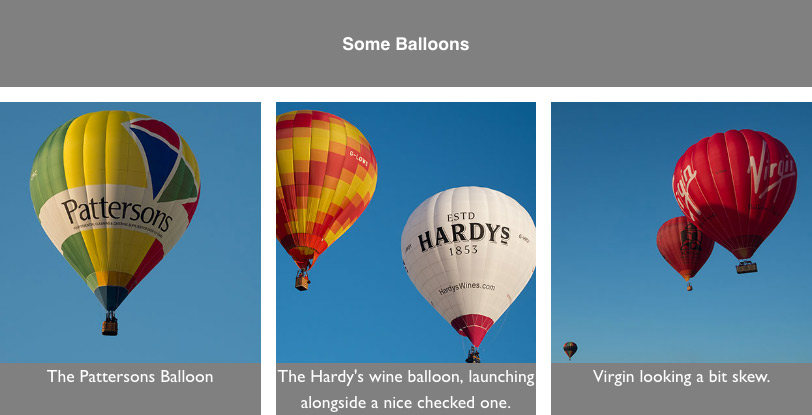 Some Balloons
Pattersons
G-LOWE
ESTD
HARDYS
1853
HardysWines.com
Virgin
Virgin
The Pattersons Balloon
The Hardy's wine balloon, launching
alongside a nice checked one.
Virgin looking a bit skew.